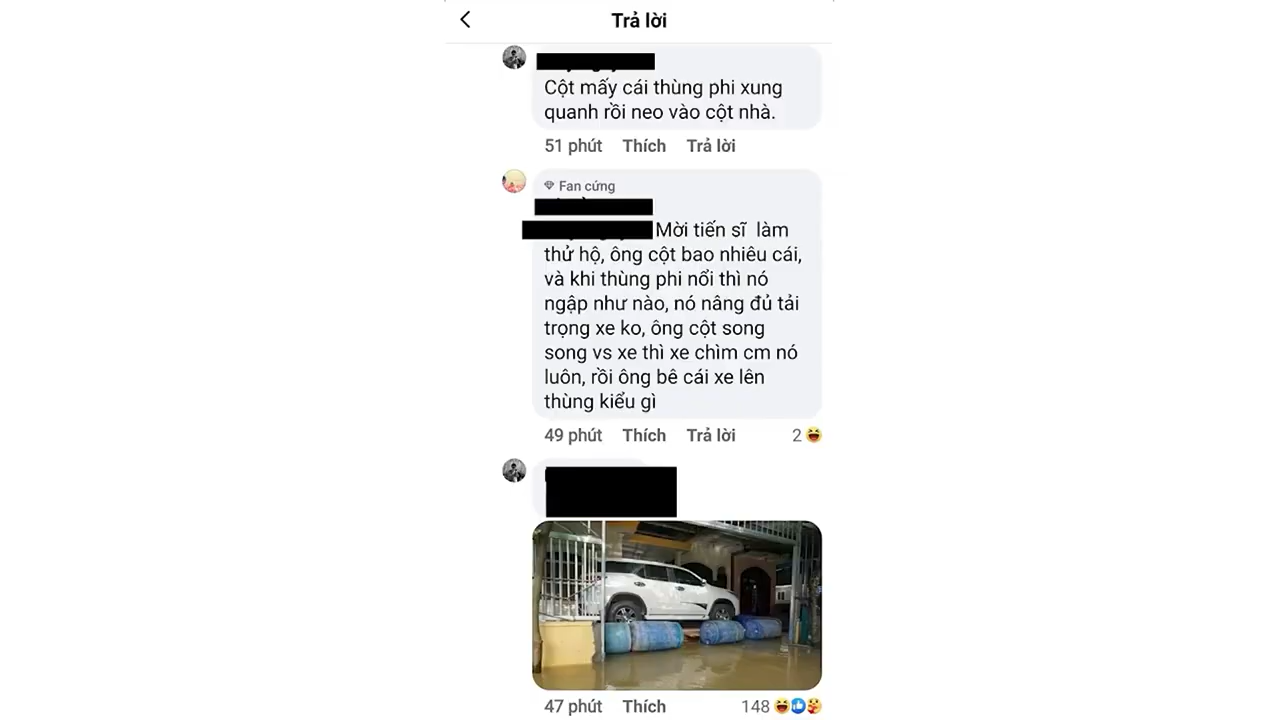 Trả lời
Cột mấy cái thùng phi xung
quanh rồi neo vào cột nhà.
51 phút Thích Trả lời
Fan cứng
Mời tiến sĩ làm
thử hộ, ông cột bao nhiêu cái,
và khi thùng phi nổi thì nó
ngập như nào, nó nâng đủ tải
trọng xe ko, ông cột song
song vs xe thì xe chìm cm nó
luôn, rồi ông bê cái xe lên
thùng kiểu gì
49 phút Thích Trả lời 2
47 phút Thích 148